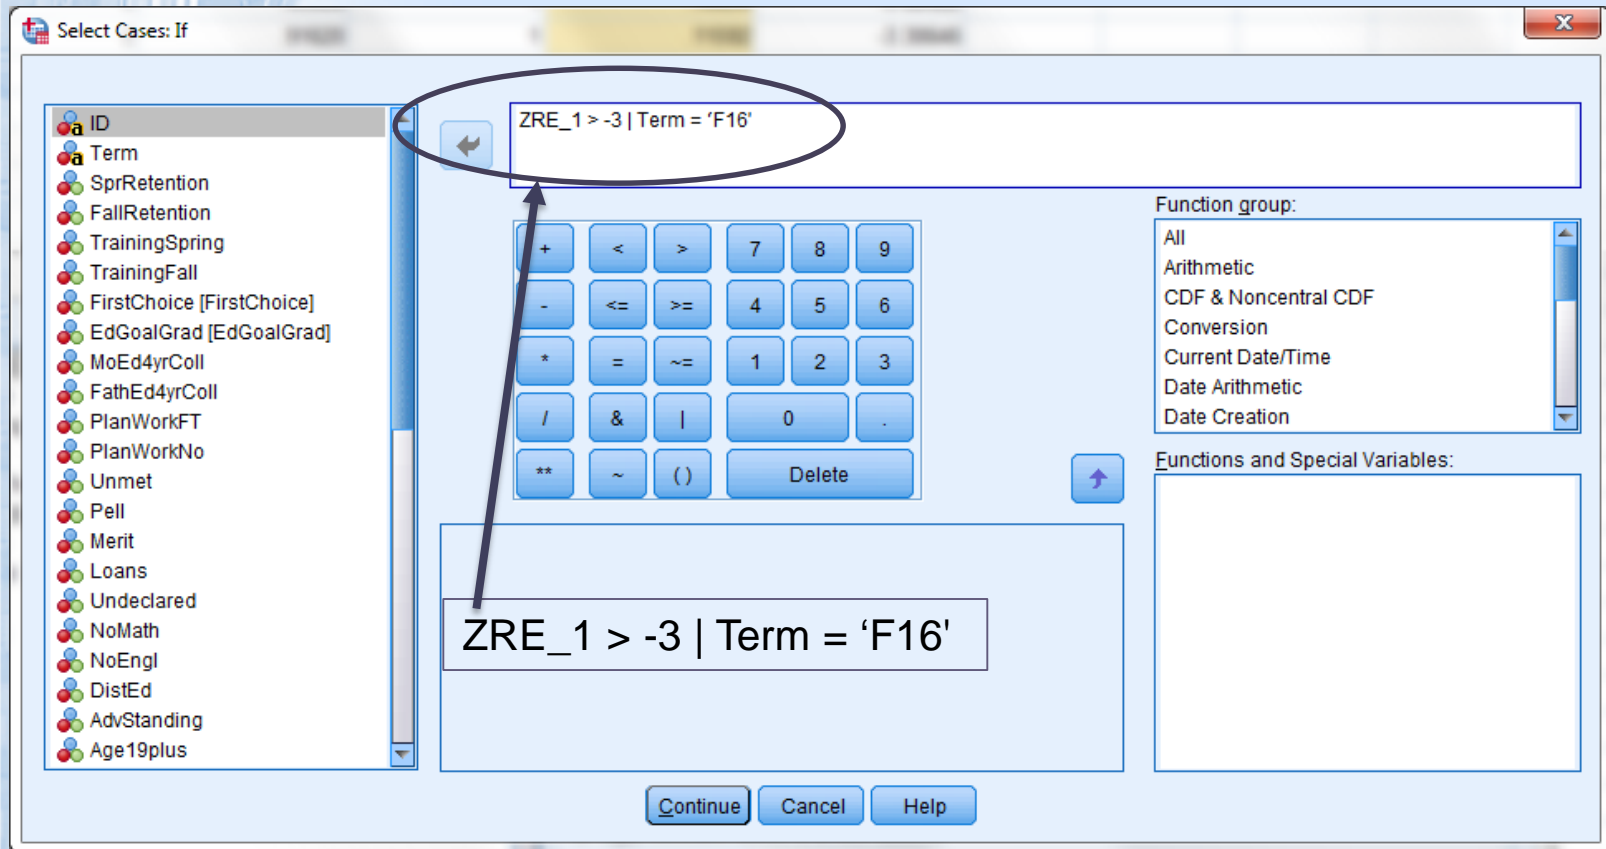 Select Cases: If
ID
Term
SprRetention
FallRetention
TrainingSpring
TrainingFall
FirstChoice [FirstChoice]
EdGoalGrad [EdGoalGrad]
MoEd4yrColl
FathEd4yrColl
PlanWorkFT
PlanWorkNo
Unmet
Pell
Merit
Loans
Undeclared
NoMath
NoEngl
DistEd
AdvStanding
Age19plus
ZRE_1 > -3 | Term = ‘F16'
+ < > 7 8 9
- <= >= 4 5 6
* = ~= 1 2 3
/ & | 0 .
** ~ ( ) Delete
ZRE_1 > -3 | Term = ‘F16'
Function group:
All
Arithmetic
CDF & Noncentral CDF
Conversion
Current Date/Time
Date Arithmetic
Date Creation
Functions and Special Variables:
Continue Cancel Help